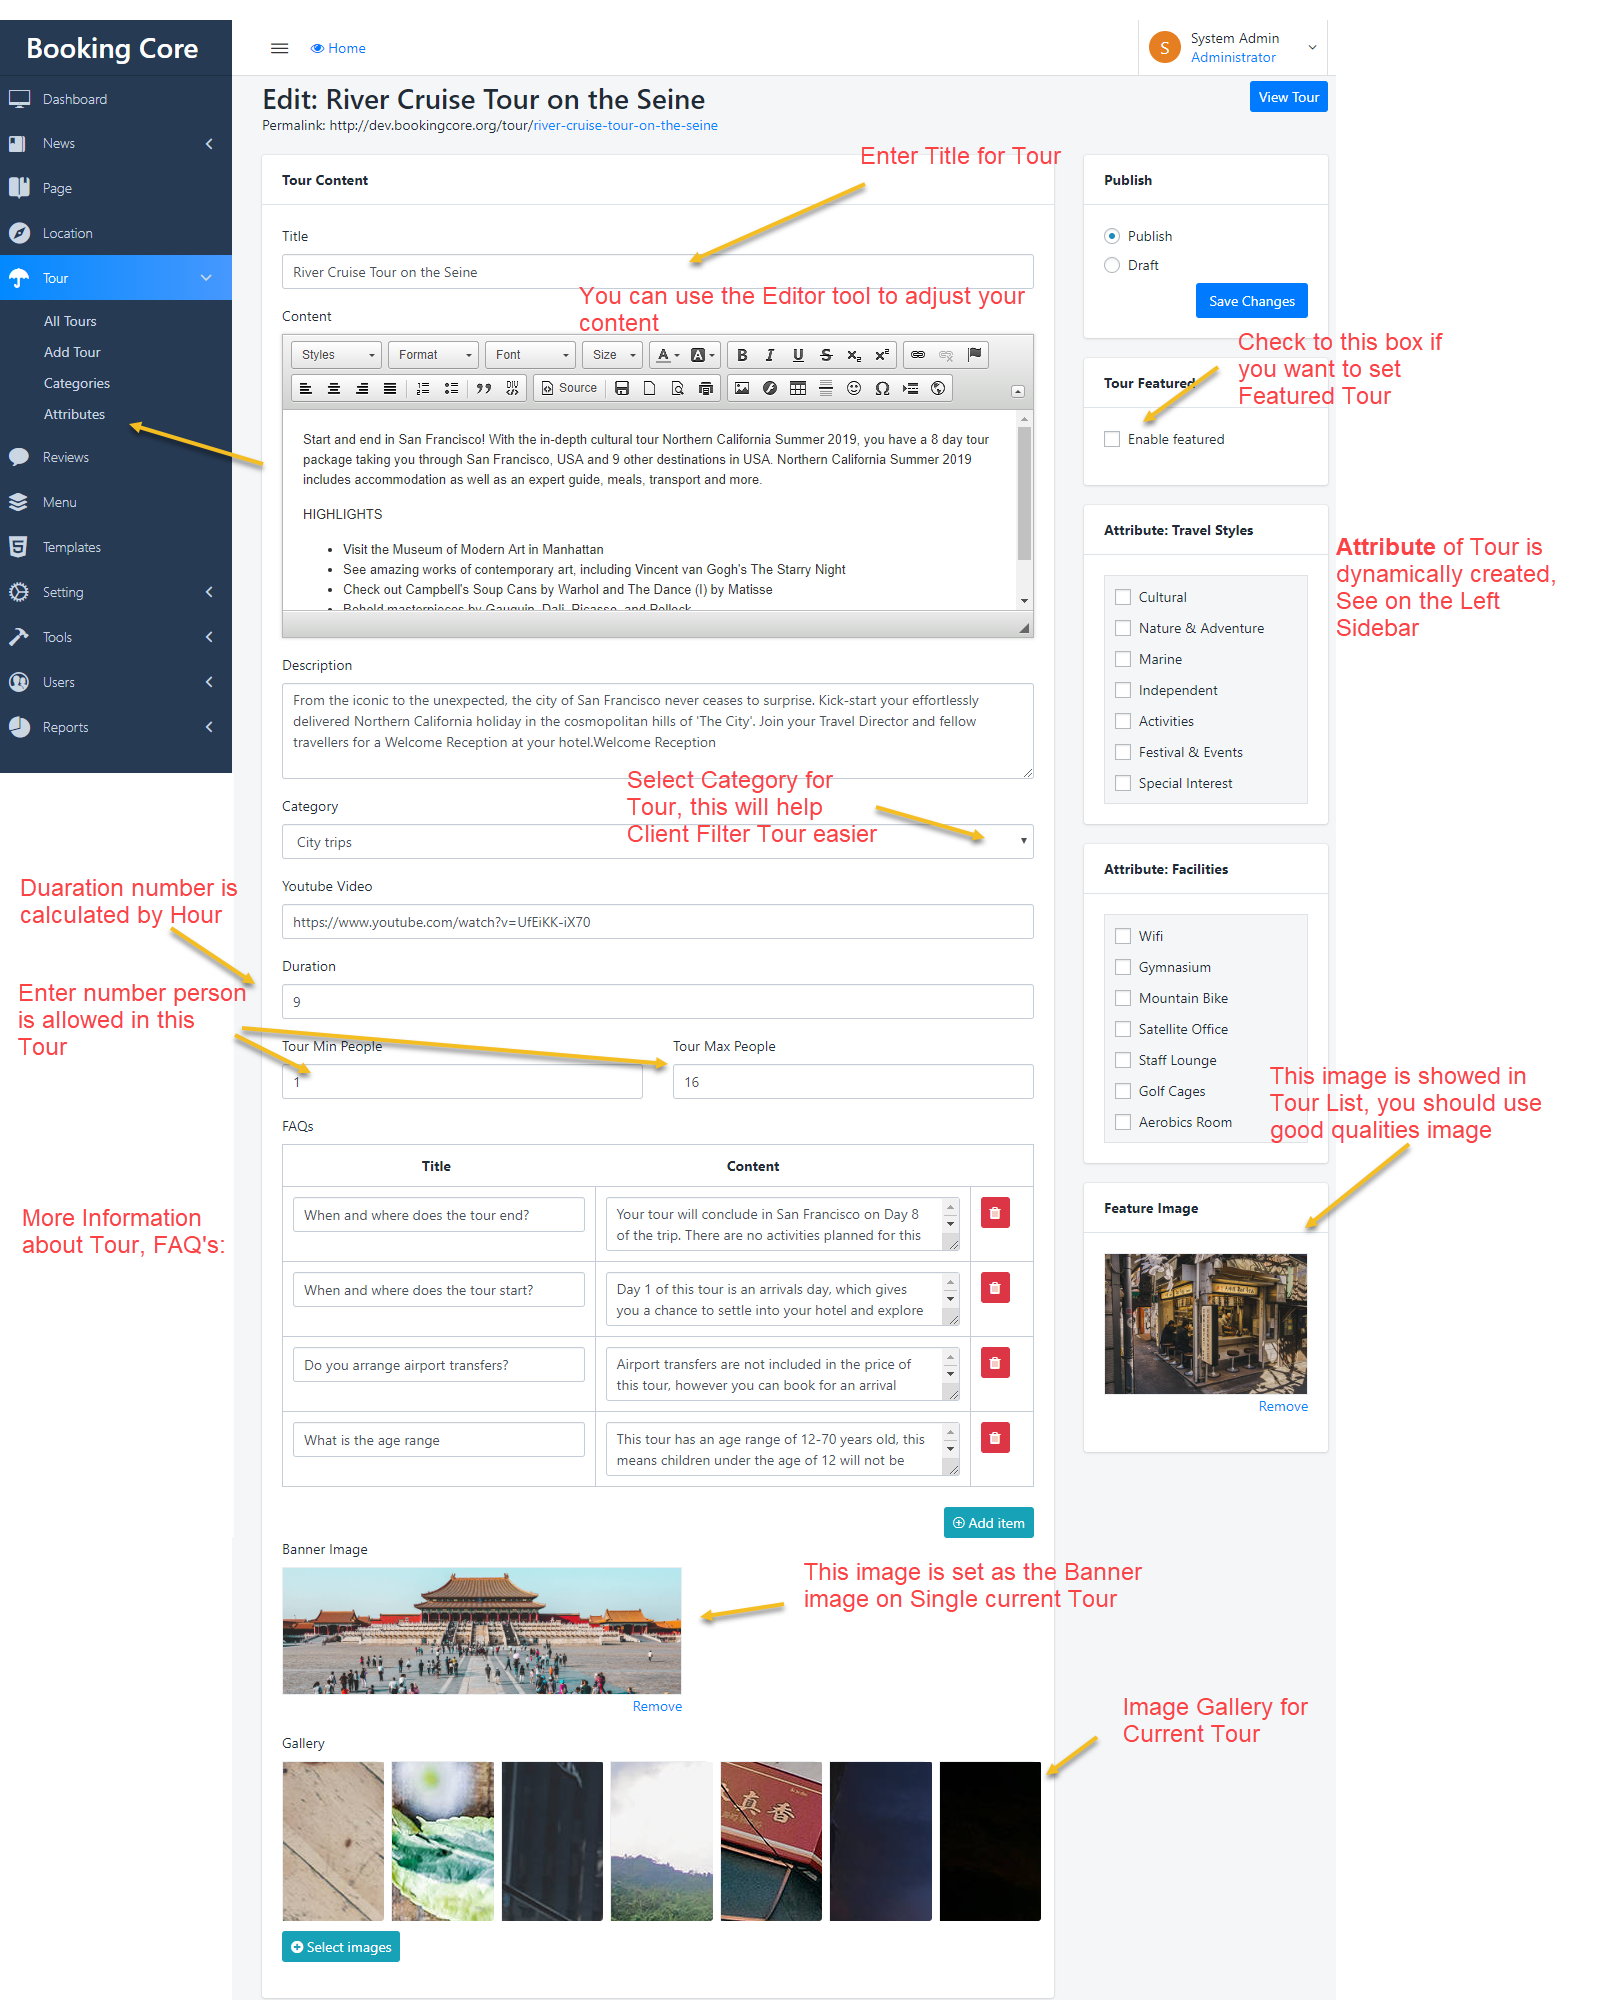 Booking Core
Home
S
System Admin
Administrator
Dashboard
News
Page
Location
Tour
All Tours
Add Tour
Categories
Attributes
Reviews
Menu
Templates
Setting
Tools
Users
Reports
Edit: River Cruise Tour on the Seine
View Tour
Permalink: http://dev.bookingcore.org/tour/river-cruise-tour-on-the-seine
Enter Title for Tour
Tour Content
Title
River Cruise Tour on the Seine
You can use the Editor tool to adjust your
content
Content
Styles
Format
Font
Size
Source
Start and end in San Francisco! With the in-depth cultural tour Northern California Summer 2019, you have a 8 day tour
package taking you through San Francisco, USA and 9 other destinations in USA. Northern California Summer 2019
includes accommodation as well as an expert guide, meals, transport and more.
HIGHLIGHTS
Visit the Museum of Modern Art in Manhattan
See amazing works of contemporary art, including Vincent van Gogh's The Starry Night
Check out Campbell's Soup Cans by Warhol and The Dance (I) by Matisse
Behold masterpieces by Gauguin, Dali, Picasso, and Pollock
Description
From the iconic to the unexpected, the city of San Francisco never ceases to surprise. Kick-start your effortlessly
delivered Northern California holiday in the cosmopolitan hills of 'The City'. Join your Travel Director and fellow
travellers for a Welcome Reception at your hotel.Welcome Reception
Select Category for
Tour, this will help
Client Filter Tour easier
Category
City trips
Youtube Video
https://www.youtube.com/watch?v=UfEiKK-iX70
Duaration number is
calculated by Hour
Duration
9
Enter number person
is allowed in this
Tour
Tour Min People
1
Tour Max People
16
FAQs
Title
Content
More Information
about Tour, FAQ's:
When and where does the tour end?
Your tour will conclude in San Francisco on Day 8
of the trip. There are no activities planned for this
When and where does the tour start?
Day 1 of this tour is an arrivals day, which gives
you a chance to settle into your hotel and explore
Do you arrange airport transfers?
Airport transfers are not included in the price of
this tour, however you can book for an arrival
What is the age range
This tour has an age range of 12-70 years old, this
means children under the age of 12 will not be
Add item
Banner Image
This image is set as the Banner
image on Single current Tour
Remove
Gallery
Image Gallery for
Current Tour
真香
Select images
Publish
Publish
Draft
Save Changes
Check to this box if
you want to set
Featured Tour
Tour Featured
Enable featured
Attribute: Travel Styles
Cultural
Nature & Adventure
Marine
Independent
Activities
Festival & Events
Special Interest
Attribute of Tour is
dynamically created,
See on the Left
Sidebar
Attribute: Facilities
Wifi
Gymnasium
Mountain Bike
Satellite Office
Staff Lounge
Golf Cages
Aerobics Room
This image is showed in
Tour List, you should use
good qualities image
Feature Image
Remove